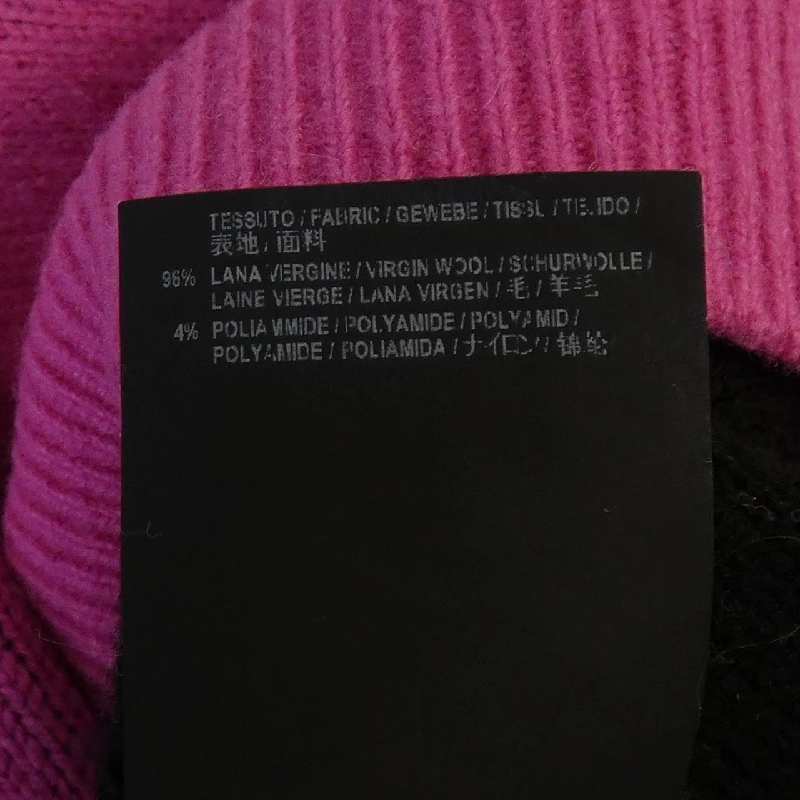 TESSUTO / FABRIC / GEWEBE / TISSU / TEJIDO /
表地 / 面料
96% LANA VERGINE / VIRGIN WOOL / SCHURWOLLE /
LAINE VIERGE / LANA VIRGEN / 毛 / 羊毛
4% POLIAMMIDE / POLYAMIDE / POLYAMID /
POLYAMIDE / POLIAMIDA / ナイロン / 锦纶